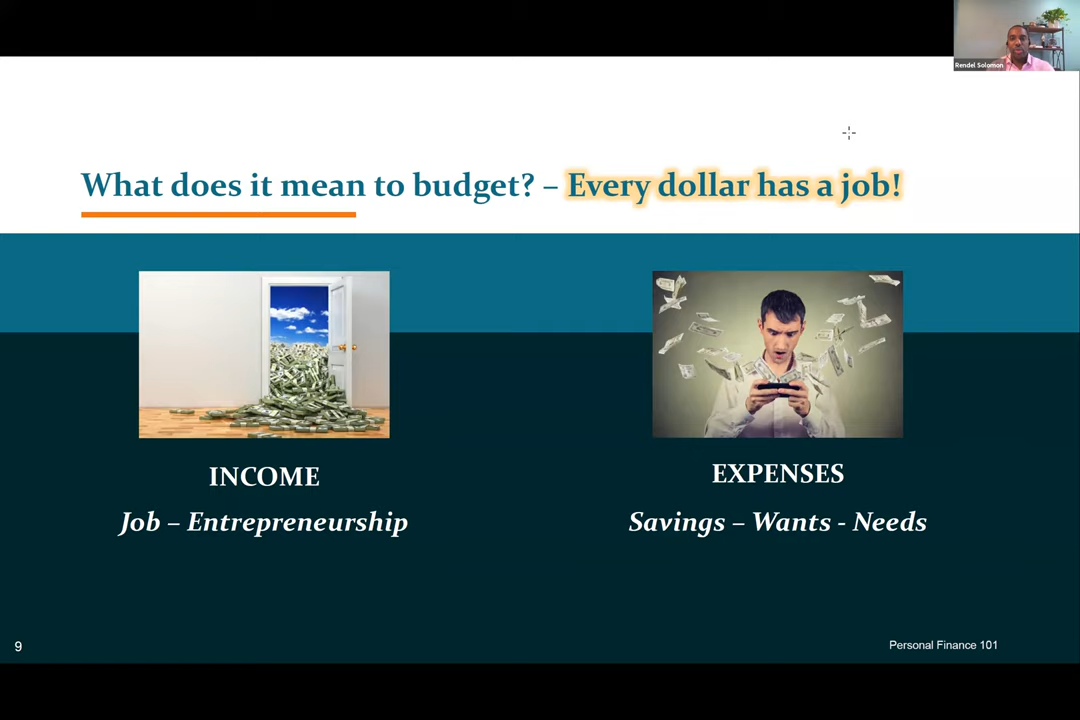 Rendel Solomon
What does it mean to budget? – Every dollar has a job!
INCOME
Job – Entrepreneurship
EXPENSES
Savings – Wants - Needs
9
Personal Finance 101